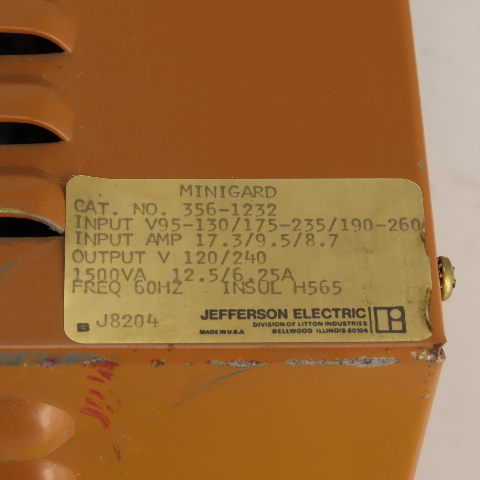 MINIGARD
CAT. NO. 356-1232
INPUT V95-130/175-235/190-260
INPUT AMP 17.3/9.5/8.7
OUTPUT V 120/240
1500VA 12.5/6.25A
FREQ 60HZ INSUL H565
B J8204
JEFFERSON ELECTRIC
DIVISION OF LITTON INDUSTRIES
MADE IN U.S.A. BELLWOOD ILLINOIS 60104